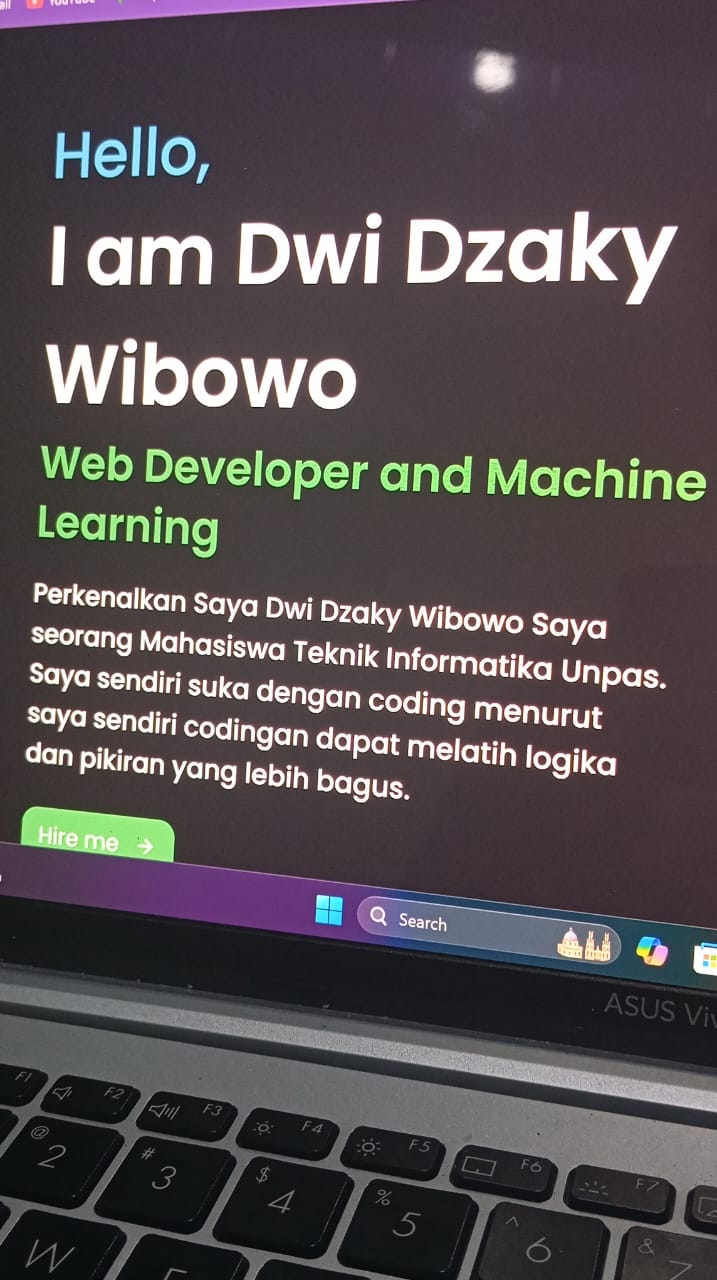 YouTube
Hello,
I am Dwi Dzaky
Wibowo
Web Developer and Machine
Learning
Perkenalkan Saya Dwi Dzaky Wibowo Saya
seorang Mahasiswa Teknik Informatika Unpas.
Saya sendiri suka dengan coding menurut
saya sendiri codingan dapat melatih logika
dan pikiran yang lebih bagus.
Hire me →
Search
ASUS
F1 F2 F3 F4 F5 F6 F7
@ # $ % ^ &
2 3 4 5 6 7
W